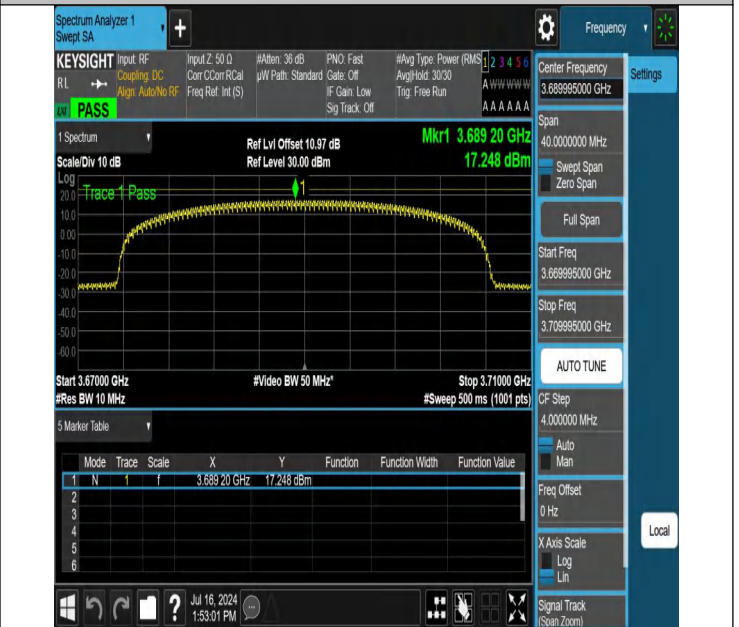 Spectrum Analyzer 1
Swept SA
+
Frequency
KEYSIGHT
RL
PASS
Input: RF
Coupling: DC
Align: Auto/No RF
Input Z: 50 Ω
Corr CCorr RCal
Freq Ref: Int (S)
#Atten: 36 dB
µW Path: Standard
PNO: Fast
Gate: Off
IF Gain: Low
Sig Track: Off
#Avg Type: Power (RMS
Avg|Hold: 30/30
Trig: Free Run
1 2 3 4 5 6
A W W W W W
A A A A A A
1 Spectrum
Scale/Div 10 dB
Ref Lvl Offset 10.97 dB
Ref Level 30.00 dBm
Mkr1 3.689 20 GHz
17.248 dBm
Log
Trace 1 Pass
1
20.0
10.0
0.00
-10.0
-20.0
-30.0
-40.0
-50.0
-60.0
Start 3.67000 GHz
#Video BW 50 MHz*
Stop 3.71000 GHz
#Res BW 10 MHz
#Sweep 500 ms (1001 pts)
5 Marker Table
Mode Trace Scale X Y Function Function Width Function Value
1 N 1 f 3.689 20 GHz 17.248 dBm
2
3
4
5
6
Jul 16, 2024
1:53:01 PM
?
Center Frequency
3.689995000 GHz
Settings
Span
40.0000000 MHz
Swept Span
Zero Span
Full Span
Start Freq
3.669995000 GHz
Stop Freq
3.709995000 GHz
AUTO TUNE
CF Step
4.000000 MHz
Auto
Man
Freq Offset
0 Hz
Local
X Axis Scale
Log
Lin
Signal Track
(Span Zoom)